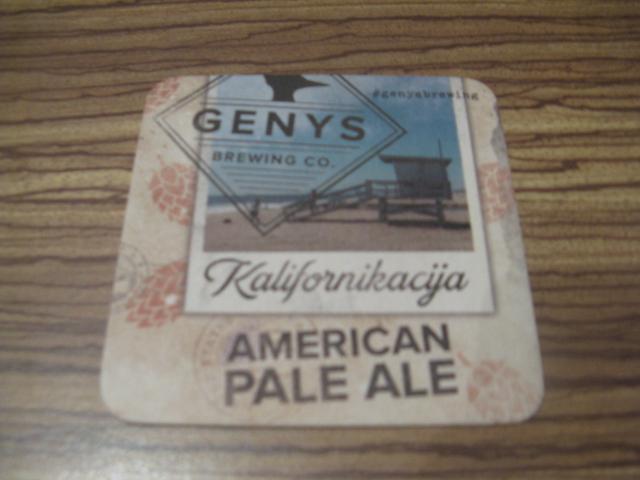 #genysbrewing
GENYS
BREWING CO.
Kalifornikacija
AMERICAN
PALE ALE